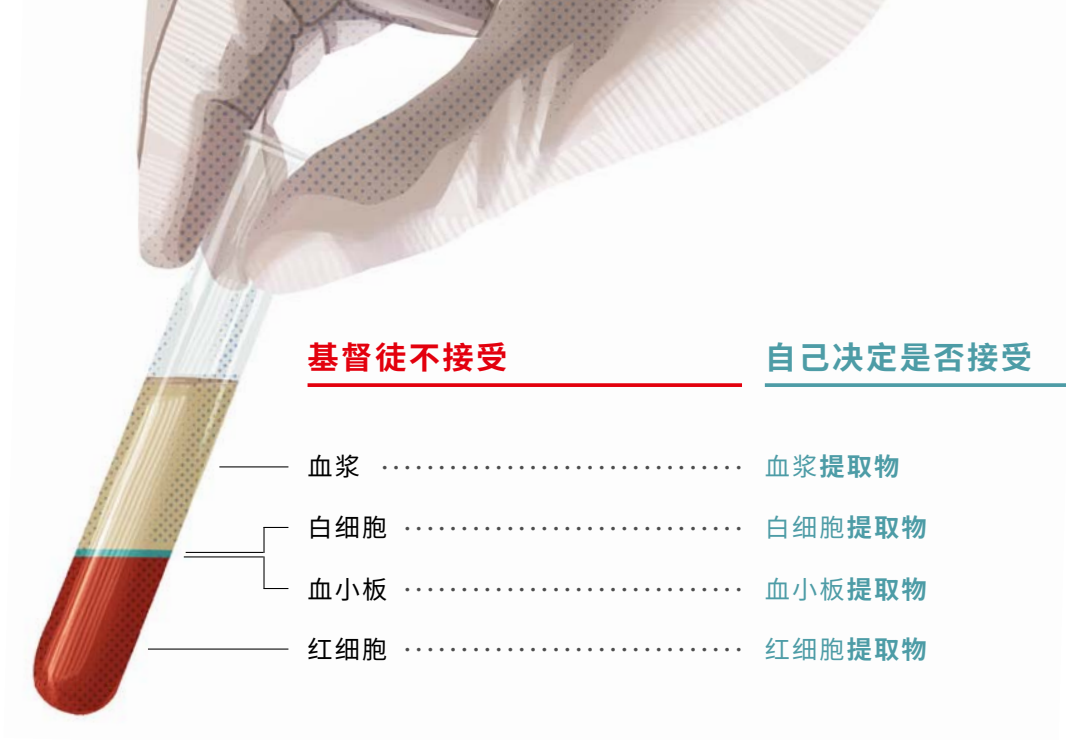 基督徒不接受 自己决定是否接受
血浆 血浆提取物
白细胞 白细胞提取物
血小板 血小板提取物
红细胞 红细胞提取物